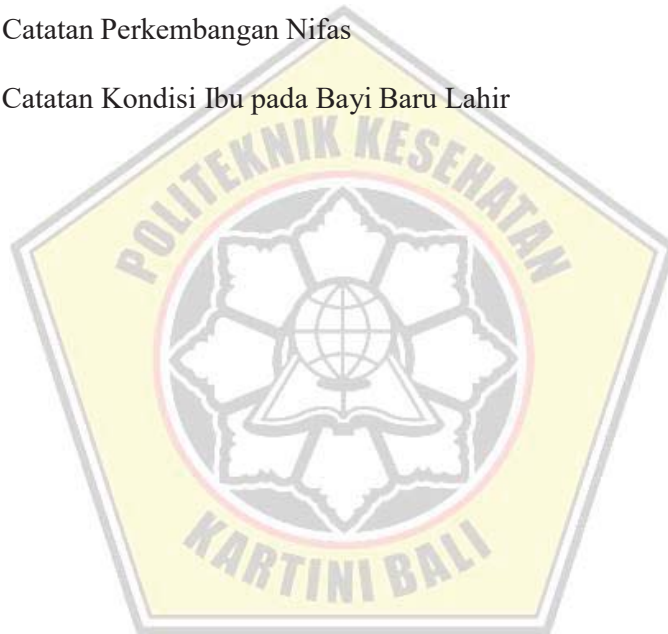 Catatan Perkembangan Nifas
Catatan Kondisi Ibu pada Bayi Baru Lahir
POLITEKNIK KESEHATAN
KARTINI BALI